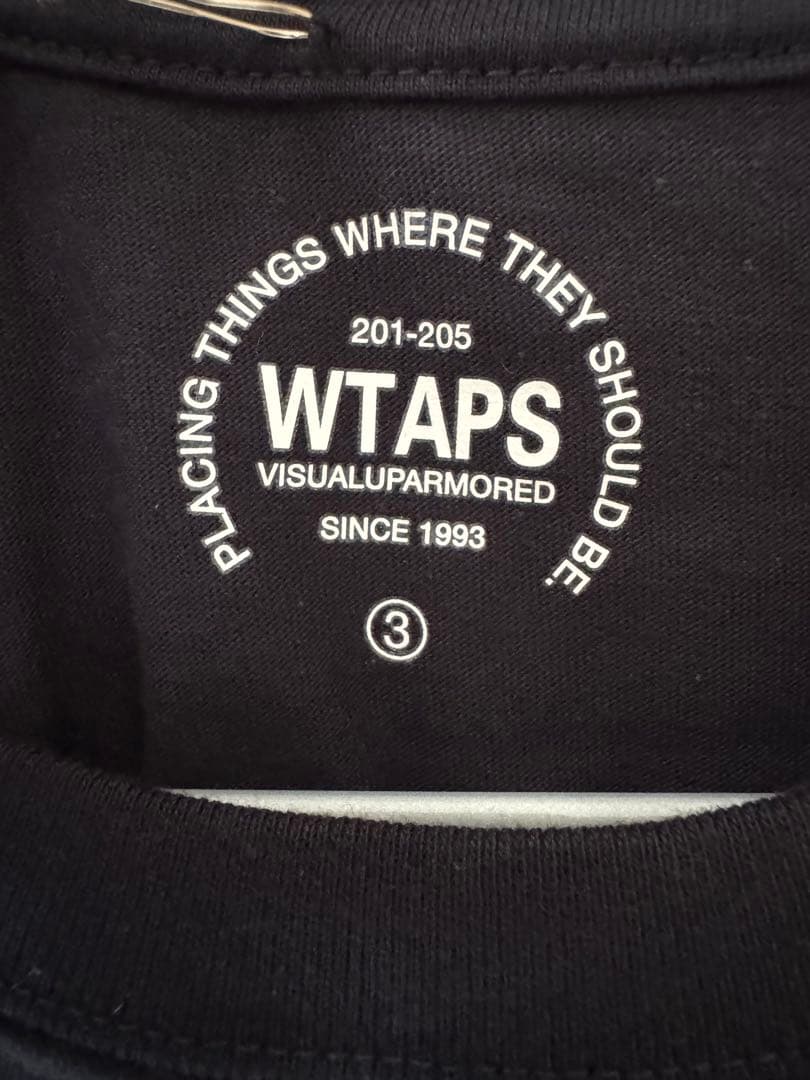 PLACING THINGS WHERE THEY SHOULD BE.
201-205
WTAPS
VISUALUPARMORED
SINCE 1993
3